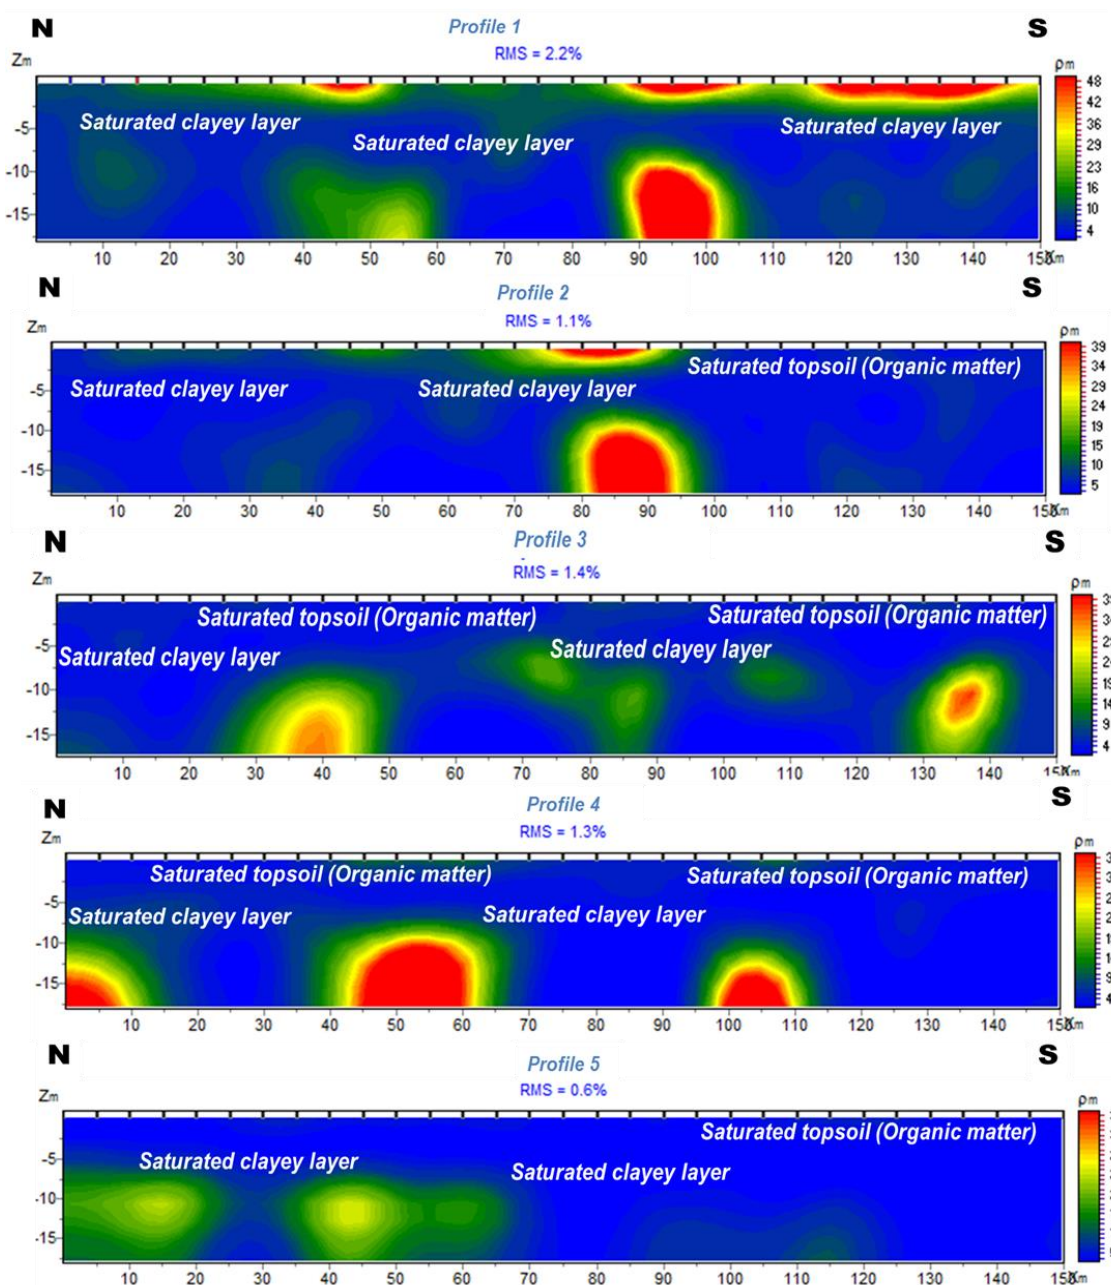 N Profile 1 S
RMS = 2.2%
Zm ρm
48
42
36
29
23
16
10
4
Saturated clayey layer Saturated clayey layer
Saturated clayey layer
-5
-10
-15
10 20 30 40 50 60 70 80 90 100 110 120 130 140 150 Xm
N Profile 2 S
RMS = 1.1%
Zm ρm
39
34
29
24
19
15
10
5
Saturated topsoil (Organic matter)
Saturated clayey layer Saturated clayey layer
-5
-10
-15
10 20 30 40 50 60 70 80 90 100 110 120 130 140 Xm
N Profile 3 S
RMS = 1.4%
Zm ρm
Saturated topsoil (Organic matter) Saturated topsoil (Organic matter)
Saturated clayey layer Saturated clayey layer
-5
-10
-15
19
14
9
4
10 20 30 40 50 60 70 80 90 100 110 120 130 140
N Profile 4 S
RMS = 1.3%
Zm ρm
Saturated topsoil (Organic matter) Saturated topsoil (Organic matter)
Saturated clayey layer Saturated clayey layer
-5
-10
-15
9
4
10 20 30 40 50 60 70 80 90 100 110 120 130 140
N Profile 5 S
RMS = 0.6%
Zm ρm
Saturated topsoil (Organic matter)
Saturated clayey layer Saturated clayey layer
-5
-10
-15
10 20 30 40 50 60 70 80 90 100 110 120 130 140